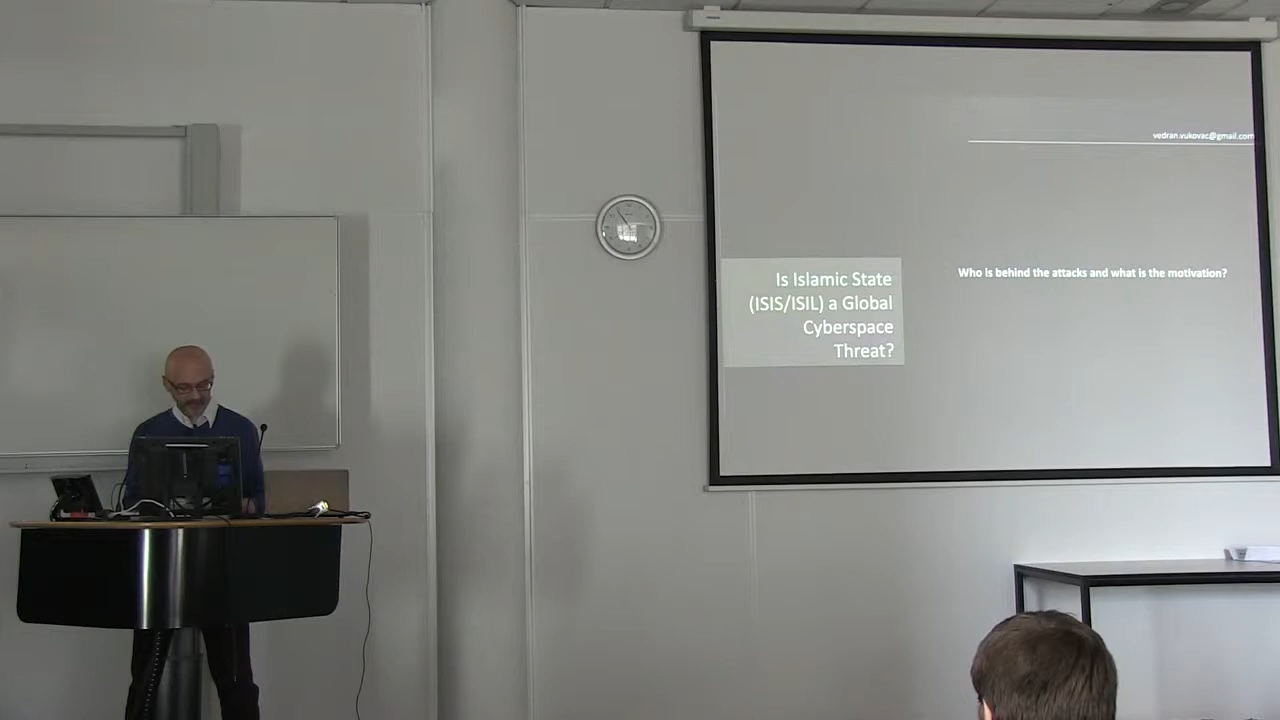 vedran.vukovac@gmail.com
Is Islamic State
(ISIS/ISIL) a Global
Cyberspace
Threat?
Who is behind the attacks and what is the motivation?